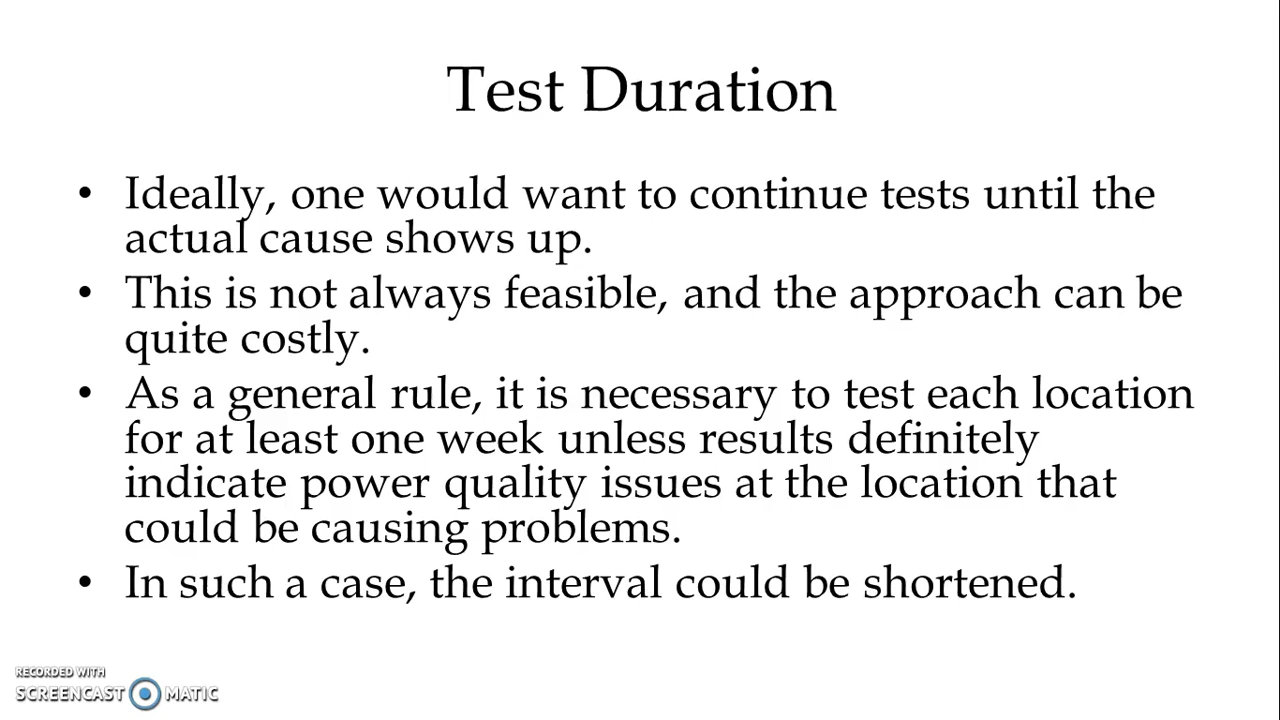 Test Duration
• Ideally, one would want to continue tests until the
actual cause shows up.
• This is not always feasible, and the approach can be
quite costly.
• As a general rule, it is necessary to test each location
for at least one week unless results definitely
indicate power quality issues at the location that
could be causing problems.
• In such a case, the interval could be shortened.
RECORDED WITH
SCREENCAST MATIC